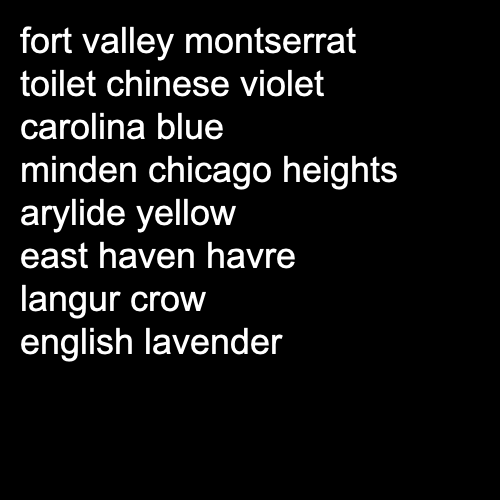 fort valley montserrat
toilet chinese violet
carolina blue
minden chicago heights
arylide yellow
east haven havre
langur crow
english lavender